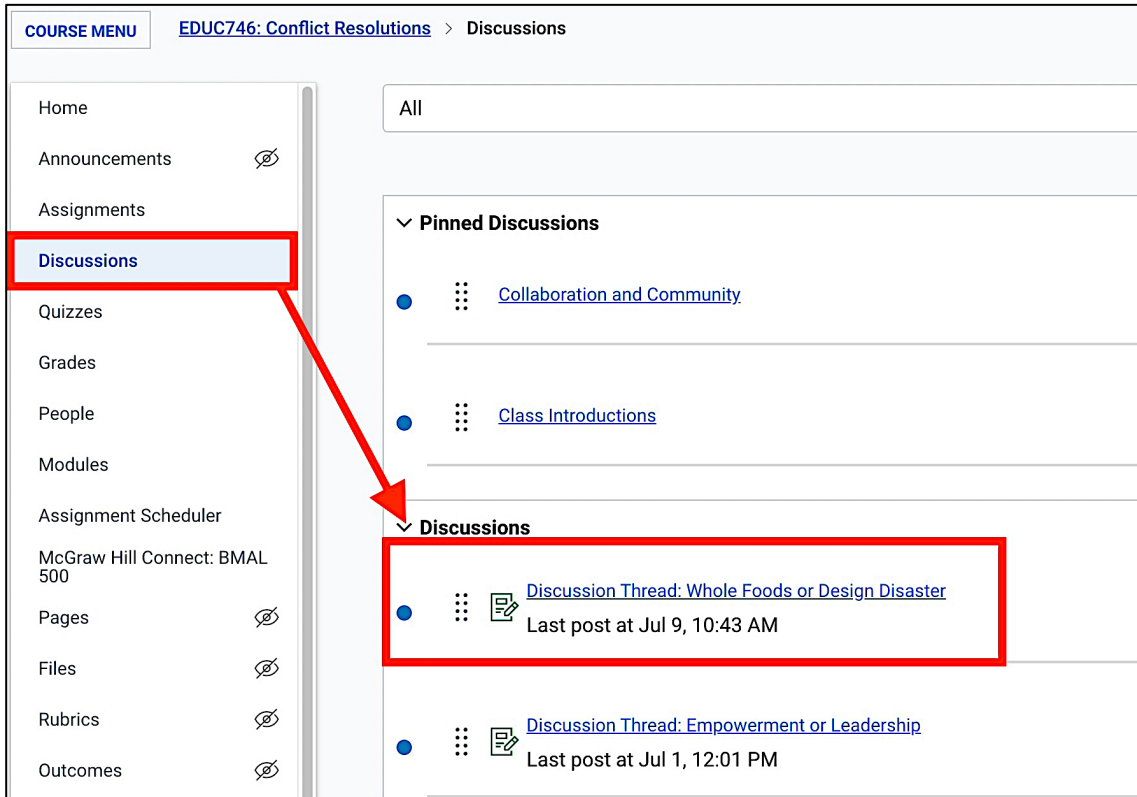 COURSE MENU
EDUC746: Conflict Resolutions > Discussions
Home
Announcements
Assignments
Discussions
Quizzes
Grades
People
Modules
Assignment Scheduler
McGraw Hill Connect: BMAL
500
Pages
Files
Rubrics
Outcomes
All
Pinned Discussions
Collaboration and Community
Class Introductions
Discussions
Discussion Thread: Whole Foods or Design Disaster
Last post at Jul 9, 10:43 AM
Discussion Thread: Empowerment or Leadership
Last post at Jul 1, 12:01 PM